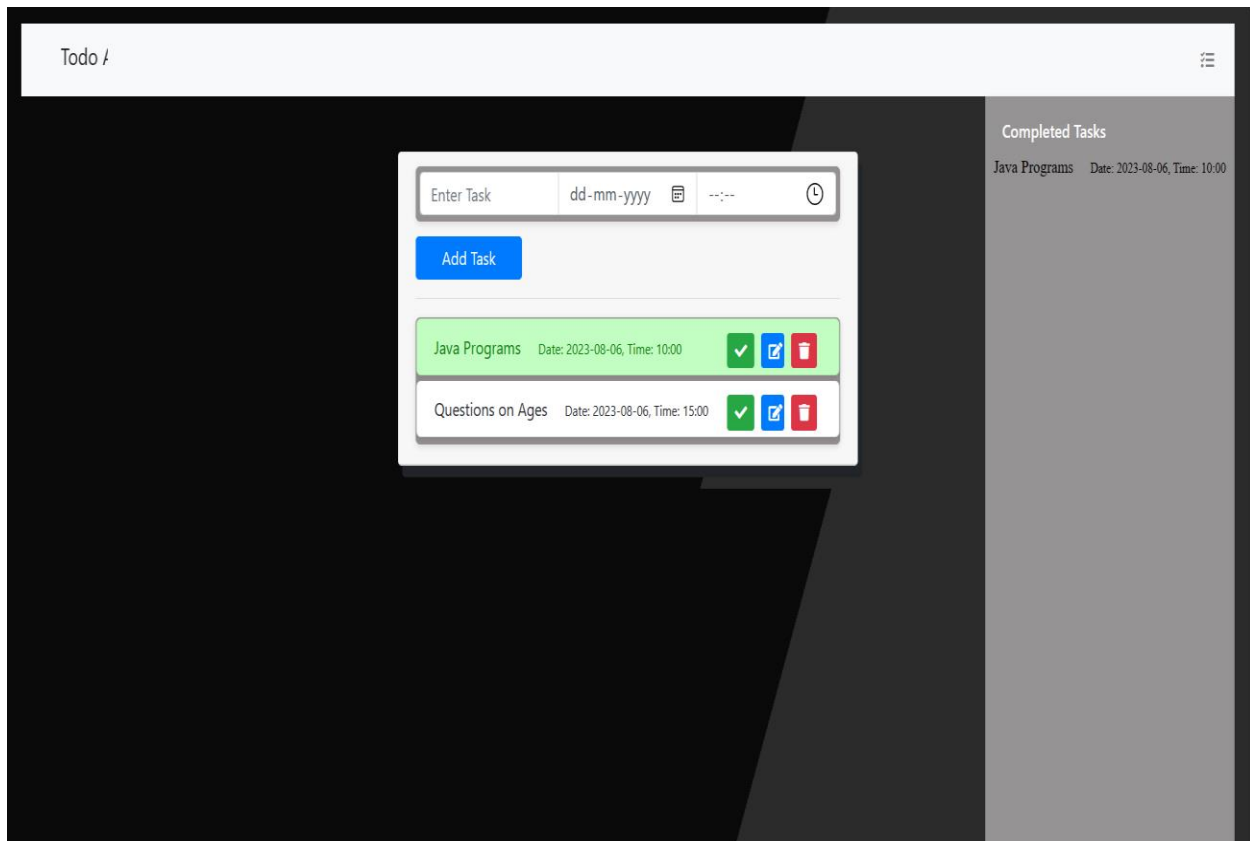 Todo
Completed Tasks
Java Programs Date: 2023-08-06, Time: 10:00
Enter Task dd-mm-yyyy --:--
Add Task
Java Programs Date: 2023-08-06, Time: 10:00
Questions on Ages Date: 2023-08-06, Time: 15:00